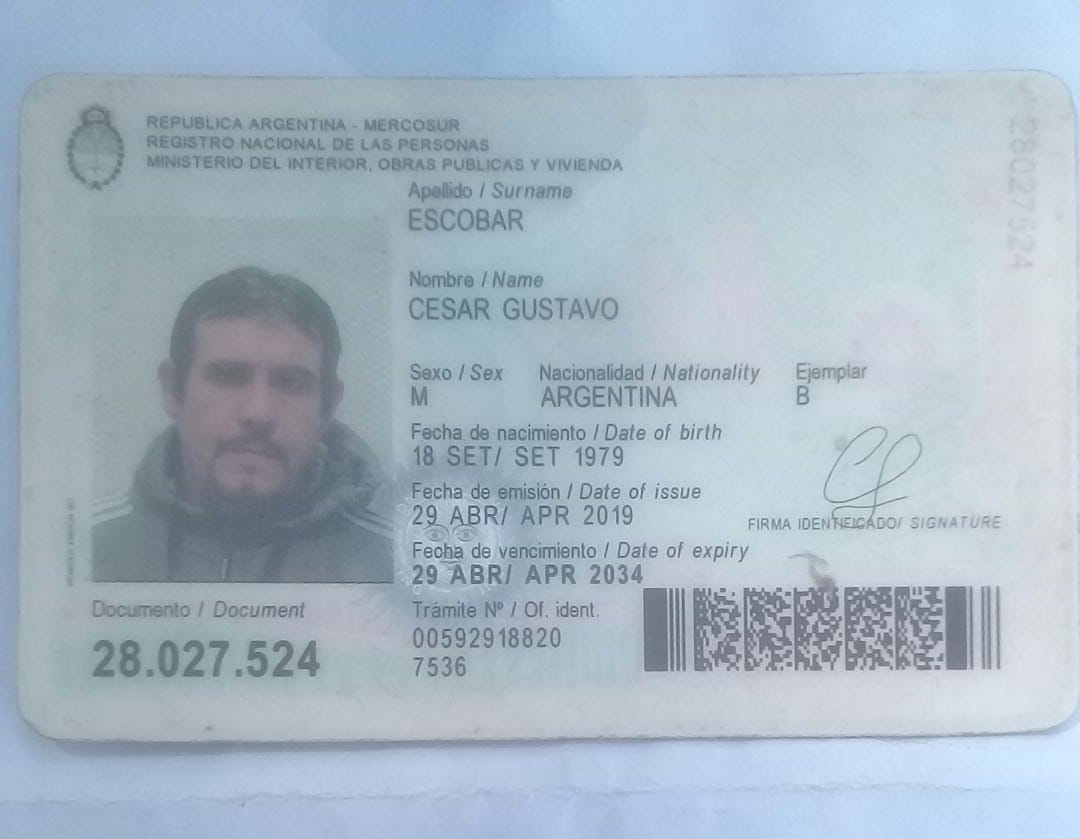 REPUBLICA ARGENTINA - MERCOSUR
REGISTRO NACIONAL DE LAS PERSONAS
MINISTERIO DEL INTERIOR, OBRAS PUBLICAS Y VIVIENDA
Apellido / Surname
ESCOBAR
Nombre / Name
CESAR GUSTAVO
Sexo / Sex Nacionalidad / Nationality Ejemplar
M ARGENTINA B
Fecha de nacimiento / Date of birth
18 SET/ SET 1979
Fecha de emisión / Date of issue
29 ABR/ APR 2019
FIRMA IDENTIFICADO/ SIGNATURE
Fecha de vencimiento / Date of expiry
29 ABR/ APR 2034
Documento / Document
28.027.524
Trámite Nº / Of. ident.
00592918820
7536